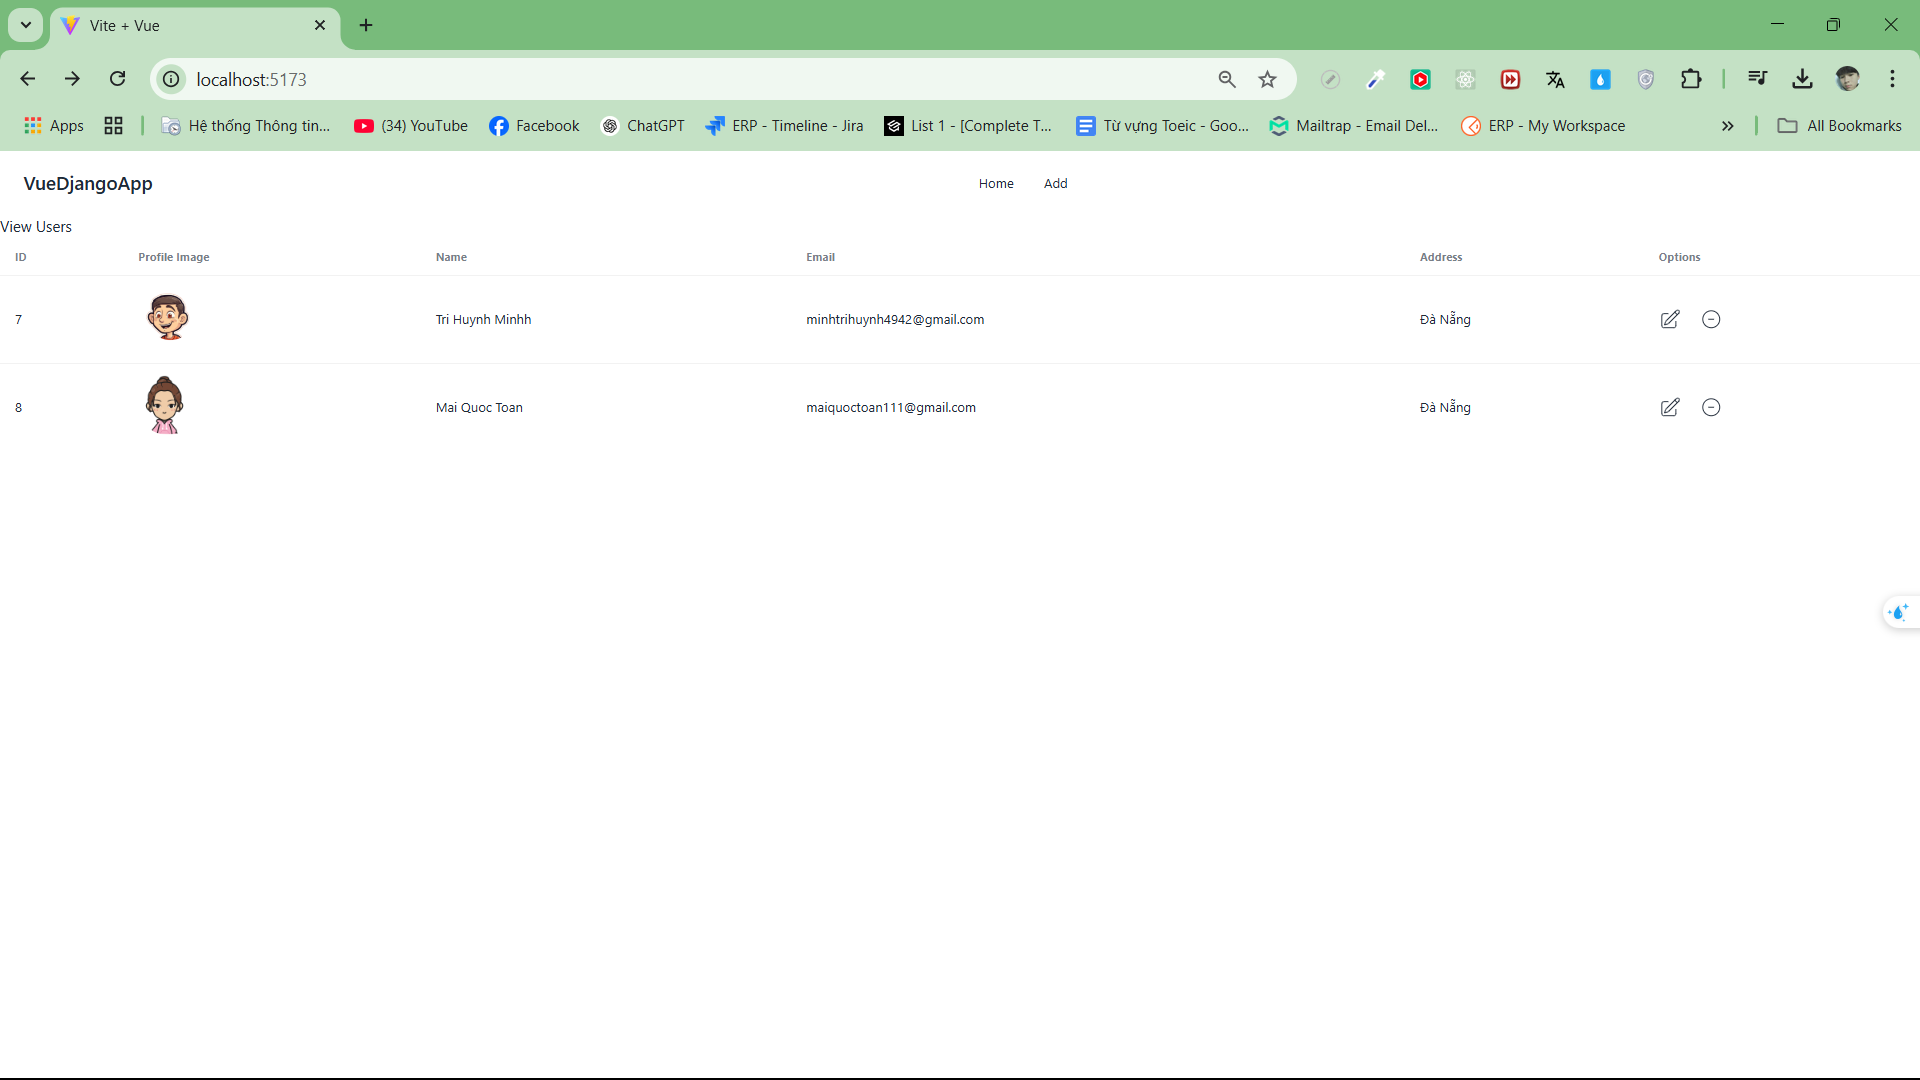 Vite + Vue
localhost:5173
Apps Hệ thống Thông tin... (34) YouTube Facebook ChatGPT ERP - Timeline - Jira List 1 - [Complete T... Từ vựng Toeic - Goo... Mailtrap - Email Del... ERP - My Workspace » All Bookmarks
VueDjangoApp Home Add
View Users
ID Profile Image Name Email Address Options
7 Tri Huynh Minhh minhtrihuynh4942@gmail.com Đà Nẵng
8 Mai Quoc Toan maiquoctoan111@gmail.com Đà Nẵng